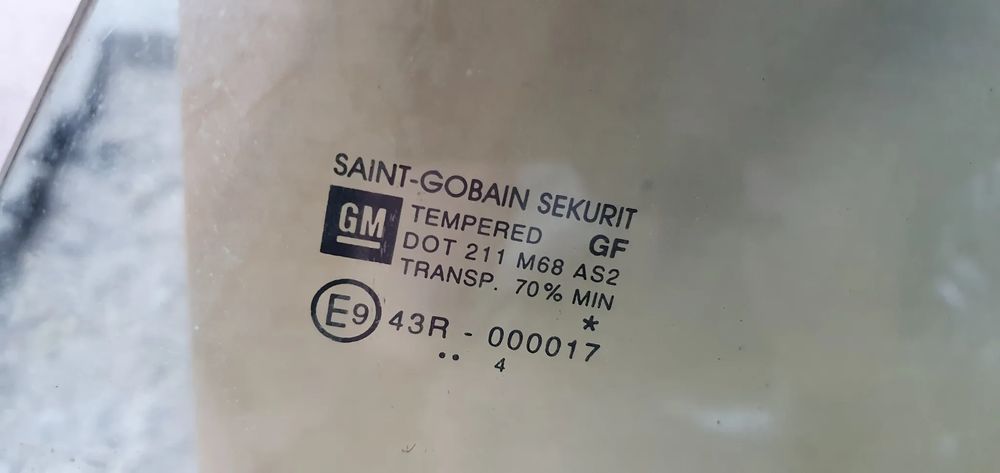 SAINT-GOBAIN SEKURIT
GM
TEMPERED GF
DOT 211 M68 AS2
TRANSP. 70% MIN
*
E9 43R - 000017
•• 4